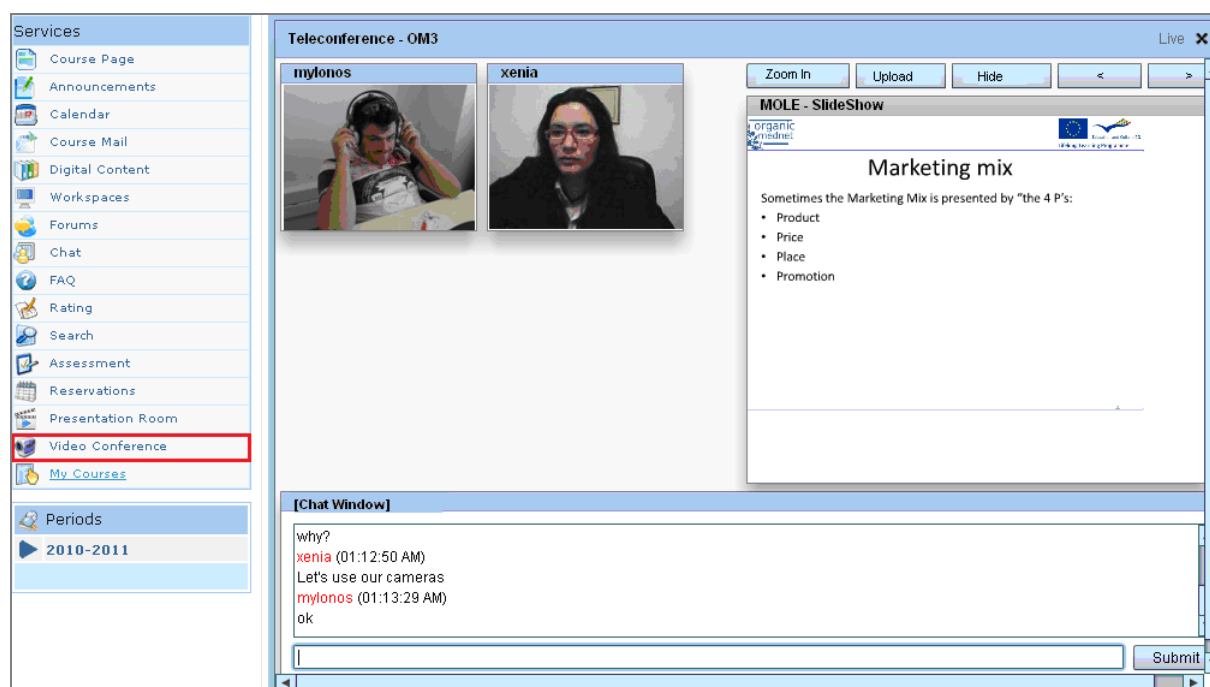 Services
Course Page
Announcements
Calendar
Course Mail
Digital Content
Workspaces
Forums
Chat
FAQ
Rating
Search
Assessment
Reservations
Presentation Room
Video Conference
My Courses
Periods
2010-2011
Teleconference - OM3
Live
mylonos
xenia
Zoom In
Upload
Hide
<
>
MOLE - SlideShow
organic
mednet
Lifelong Learning Programme
Marketing mix
Sometimes the Marketing Mix is presented by "the 4 P's:
• Product
• Price
• Place
• Promotion
[Chat Window]
why?
xenia (01:12:50 AM)
Let's use our cameras
mylonos (01:13:29 AM)
ok
Submit